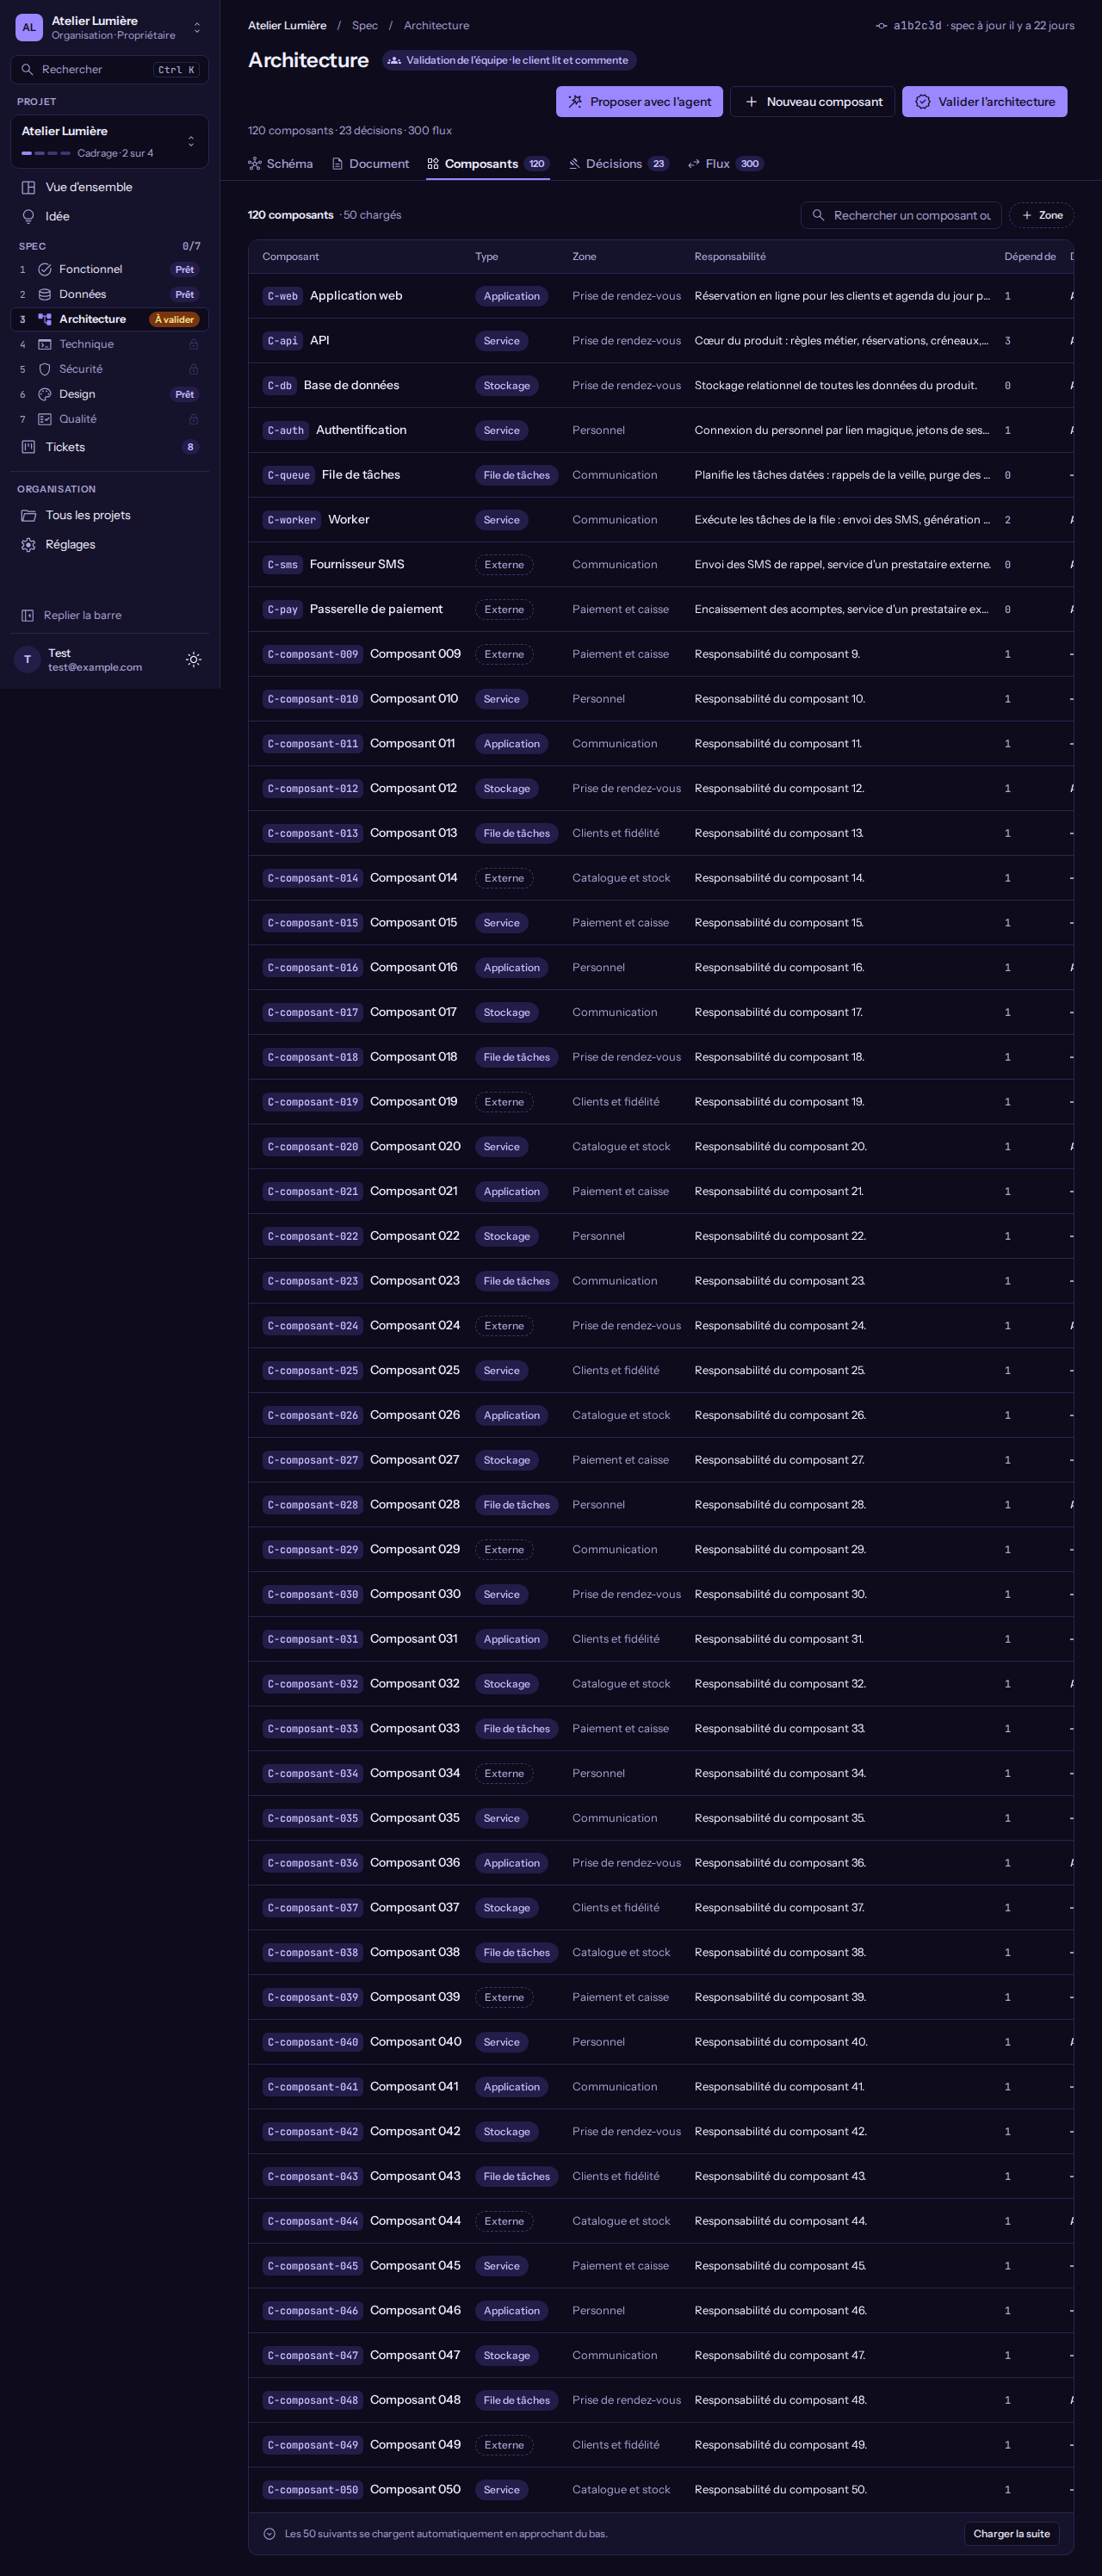 AL
Atelier Lumière
Organisation · Propriétaire
Rechercher Ctrl K
PROJET
Atelier Lumière
Cadrage · 2 sur 4
Vue d'ensemble
Idée
SPEC 0/7
1 Fonctionnel Prêt
2 Données Prêt
3 Architecture À valider
4 Technique
5 Sécurité
6 Design Prêt
7 Qualité
Tickets 8
ORGANISATION
Tous les projets
Réglages
Replier la barre
T
Test
test@example.com
Atelier Lumière / Spec / Architecture
a1b2c3d · spec à jour il y a 22 jours
Architecture
Validation de l'équipe · le client lit et commente
Proposer avec l'agent
Nouveau composant
Valider l'architecture
120 composants · 23 décisions · 300 flux
Schéma Document Composants 120 Décisions 23 Flux 300
120 composants · 50 chargés
Rechercher un composant ou
Zone
Composant Type Zone Responsabilité Dépend de
C-web Application web Application Prise de rendez-vous Réservation en ligne pour les clients et agenda du jour p… 1
C-api API Service Prise de rendez-vous Cœur du produit : règles métier, réservations, créneaux,… 3
C-db Base de données Stockage Prise de rendez-vous Stockage relationnel de toutes les données du produit. 0
C-auth Authentification Service Personnel Connexion du personnel par lien magique, jetons de ses… 1
C-queue File de tâches File de tâches Communication Planifie les tâches datées : rappels de la veille, purge des … 0 -
C-worker Worker Service Communication Exécute les tâches de la file : envoi des SMS, génération … 2
C-sms Fournisseur SMS Externe Communication Envoi des SMS de rappel, service d'un prestataire externe. 0
C-pay Passerelle de paiement Externe Paiement et caisse Encaissement des acomptes, service d'un prestataire ex… 0
C-composant-009 Composant 009 Externe Paiement et caisse Responsabilité du composant 9. 1 -
C-composant-010 Composant 010 Service Personnel Responsabilité du composant 10. 1 -
C-composant-011 Composant 011 Application Communication Responsabilité du composant 11. 1 -
C-composant-012 Composant 012 Stockage Prise de rendez-vous Responsabilité du composant 12. 1
C-composant-013 Composant 013 File de tâches Clients et fidélité Responsabilité du composant 13. 1 -
C-composant-014 Composant 014 Externe Catalogue et stock Responsabilité du composant 14. 1 -
C-composant-015 Composant 015 Service Paiement et caisse Responsabilité du composant 15. 1 -
C-composant-016 Composant 016 Application Personnel Responsabilité du composant 16. 1
C-composant-017 Composant 017 Stockage Communication Responsabilité du composant 17. 1 -
C-composant-018 Composant 018 File de tâches Prise de rendez-vous Responsabilité du composant 18. 1 -
C-composant-019 Composant 019 Externe Clients et fidélité Responsabilité du composant 19. 1 -
C-composant-020 Composant 020 Service Catalogue et stock Responsabilité du composant 20. 1
C-composant-021 Composant 021 Application Paiement et caisse Responsabilité du composant 21. 1 -
C-composant-022 Composant 022 Stockage Personnel Responsabilité du composant 22. 1 -
C-composant-023 Composant 023 File de tâches Communication Responsabilité du composant 23. 1 -
C-composant-024 Composant 024 Externe Prise de rendez-vous Responsabilité du composant 24. 1
C-composant-025 Composant 025 Service Clients et fidélité Responsabilité du composant 25. 1 -
C-composant-026 Composant 026 Application Catalogue et stock Responsabilité du composant 26. 1 -
C-composant-027 Composant 027 Stockage Paiement et caisse Responsabilité du composant 27. 1 -
C-composant-028 Composant 028 File de tâches Personnel Responsabilité du composant 28. 1
C-composant-029 Composant 029 Externe Communication Responsabilité du composant 29. 1 -
C-composant-030 Composant 030 Service Prise de rendez-vous Responsabilité du composant 30. 1 -
C-composant-031 Composant 031 Application Clients et fidélité Responsabilité du composant 31. 1 -
C-composant-032 Composant 032 Stockage Catalogue et stock Responsabilité du composant 32. 1
C-composant-033 Composant 033 File de tâches Paiement et caisse Responsabilité du composant 33. 1 -
C-composant-034 Composant 034 Externe Personnel Responsabilité du composant 34. 1 -
C-composant-035 Composant 035 Service Communication Responsabilité du composant 35. 1 -
C-composant-036 Composant 036 Application Prise de rendez-vous Responsabilité du composant 36. 1
C-composant-037 Composant 037 Stockage Clients et fidélité Responsabilité du composant 37. 1 -
C-composant-038 Composant 038 File de tâches Catalogue et stock Responsabilité du composant 38. 1 -
C-composant-039 Composant 039 Externe Paiement et caisse Responsabilité du composant 39. 1 -
C-composant-040 Composant 040 Service Personnel Responsabilité du composant 40. 1
C-composant-041 Composant 041 Application Communication Responsabilité du composant 41. 1 -
C-composant-042 Composant 042 Stockage Prise de rendez-vous Responsabilité du composant 42. 1 -
C-composant-043 Composant 043 File de tâches Clients et fidélité Responsabilité du composant 43. 1 -
C-composant-044 Composant 044 Externe Catalogue et stock Responsabilité du composant 44. 1
C-composant-045 Composant 045 Service Paiement et caisse Responsabilité du composant 45. 1 -
C-composant-046 Composant 046 Application Personnel Responsabilité du composant 46. 1 -
C-composant-047 Composant 047 Stockage Communication Responsabilité du composant 47. 1 -
C-composant-048 Composant 048 File de tâches Prise de rendez-vous Responsabilité du composant 48. 1
C-composant-049 Composant 049 Externe Clients et fidélité Responsabilité du composant 49. 1 -
C-composant-050 Composant 050 Service Catalogue et stock Responsabilité du composant 50. 1 -
Les 50 suivants se chargent automatiquement en approchant du bas.
Charger la suite